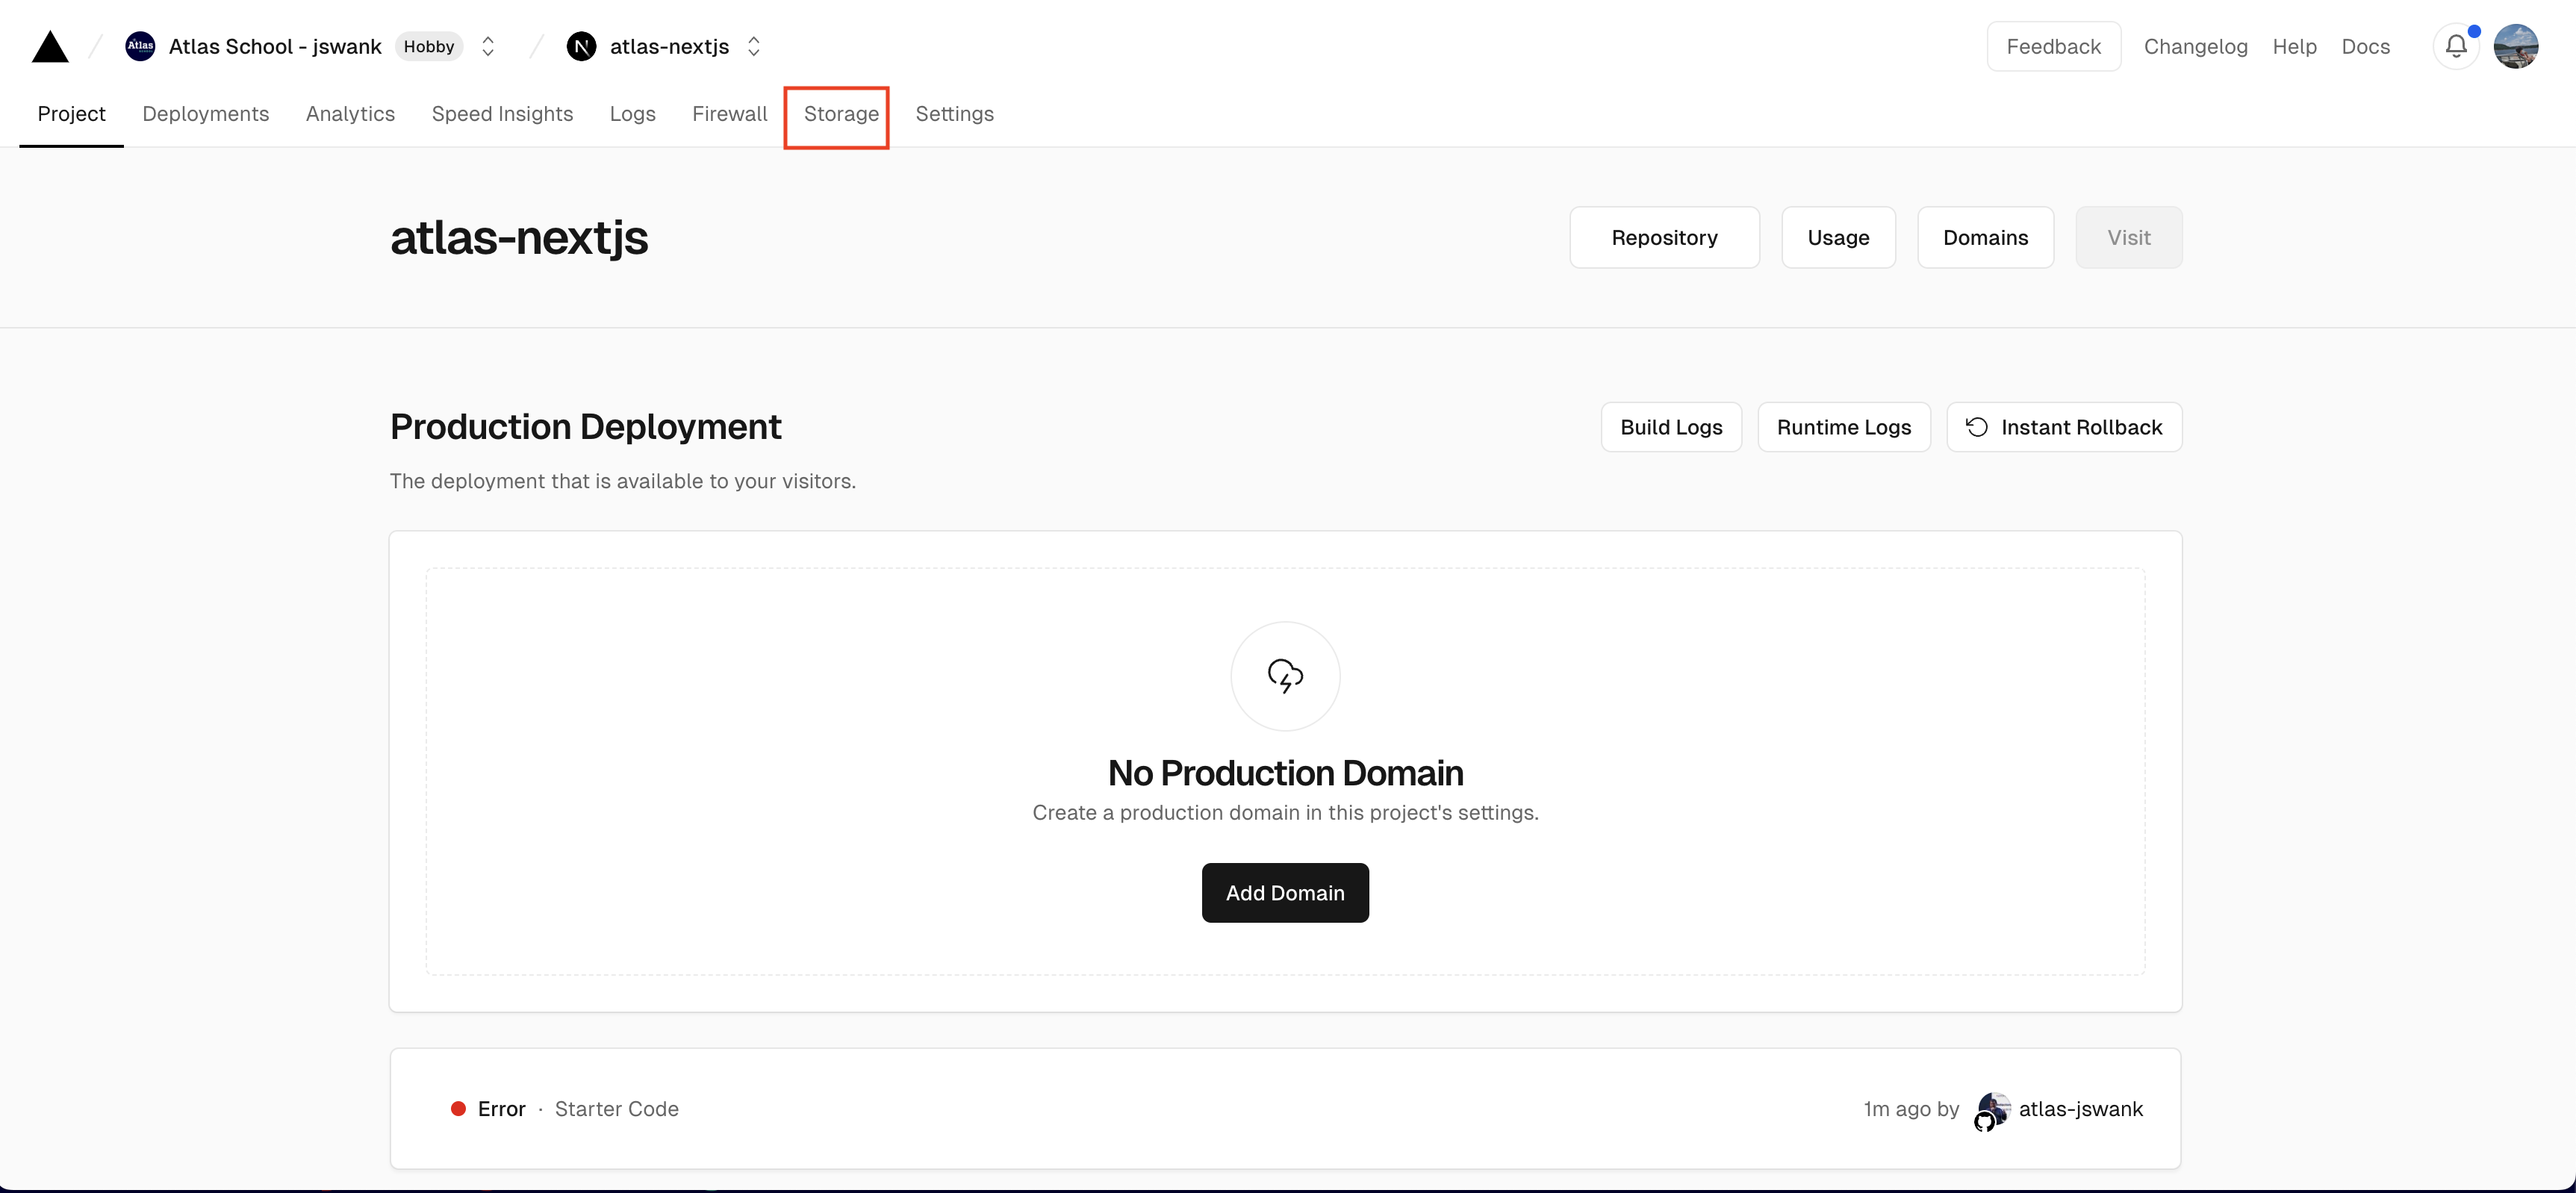 Atlas Atlas School - jswank Hobby atlas-nextjs Feedback Changelog Help Docs
Project Deployments Analytics Speed Insights Logs Firewall Storage Settings
atlas-nextjs Repository Usage Domains Visit
Production Deployment Build Logs Runtime Logs Instant Rollback
The deployment that is available to your visitors.
No Production Domain
Create a production domain in this project's settings.
Add Domain
Error · Starter Code 1m ago by atlas-jswank